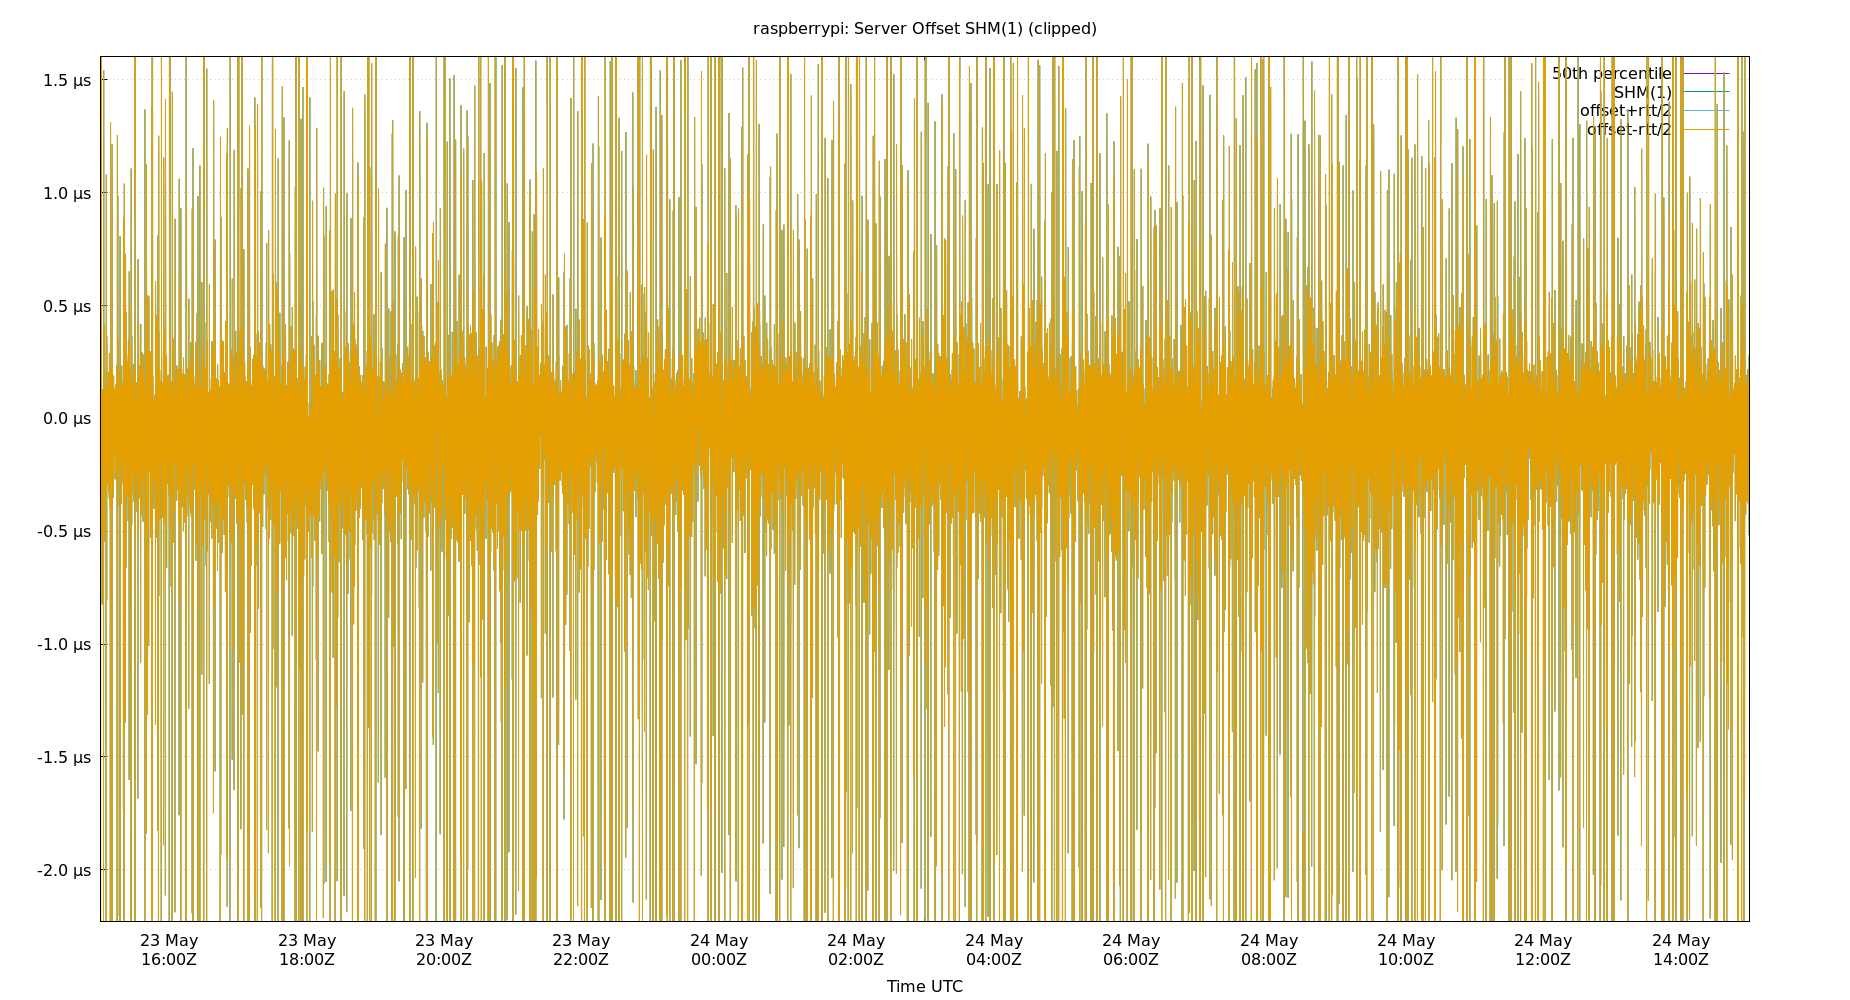 raspberrypi: Server Offset SHM(1) (clipped)
1.5 µs
1.0 µs
0.5 µs
0.0 µs
-0.5 µs
-1.0 µs
-1.5 µs
-2.0 µs
50th percentile
SHM(1)
offset+rtt/2
offset-rtt/2
23 May 23 May 23 May 23 May 24 May 24 May 24 May 24 May 24 May 24 May 24 May 24 May
16:00Z 18:00Z 20:00Z 22:00Z 00:00Z 02:00Z 04:00Z 06:00Z 08:00Z 10:00Z 12:00Z 14:00Z
Time UTC